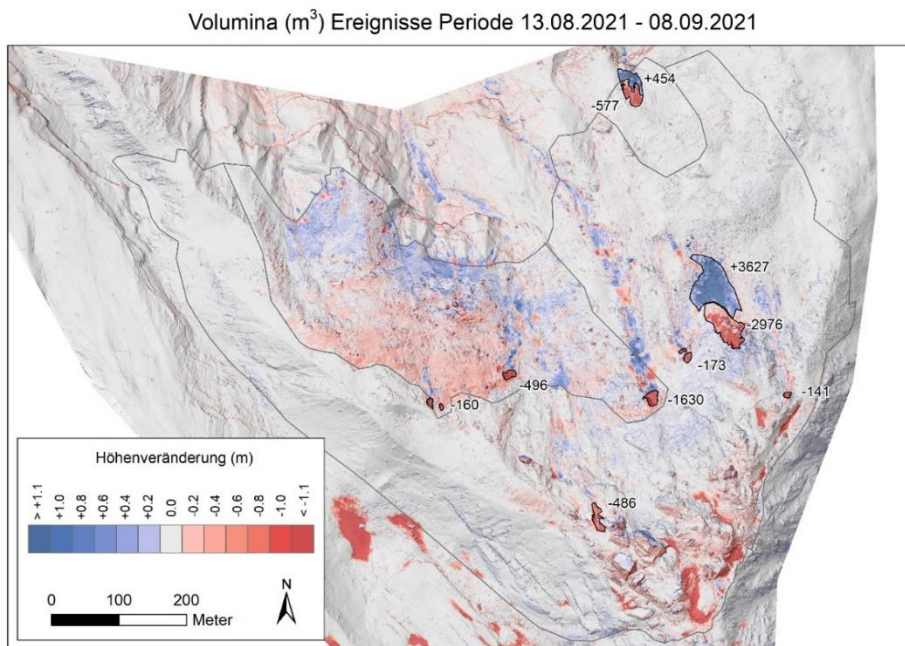 Volumina (m³) Ereignisse Periode 13.08.2021 - 08.09.2021
+454
-577
+3627
-2976
-173
-496
-1630
-141
-160
-486
Höhenveränderung (m)
> +1.1 +1.0 +0.8 +0.6 +0.4 +0.2 0.0 -0.2 -0.4 -0.6 -0.8 -1.0 < -1.1
N
0 100 200
Meter